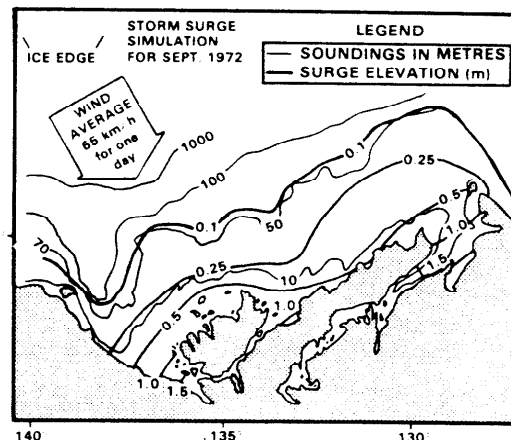 STORM SURGE
SIMULATION
FOR SEPT. 1972
ICE EDGE
LEGEND
SOUNDINGS IN METRES
SURGE ELEVATION (m)
WIND
AVERAGE
65 km/h
for one
day
1000
100
0.1
0.25
0.1
50
0.5
1.0
1.5
70
0.25
10
0.5
1.0
1.0
1.5
140
135
130